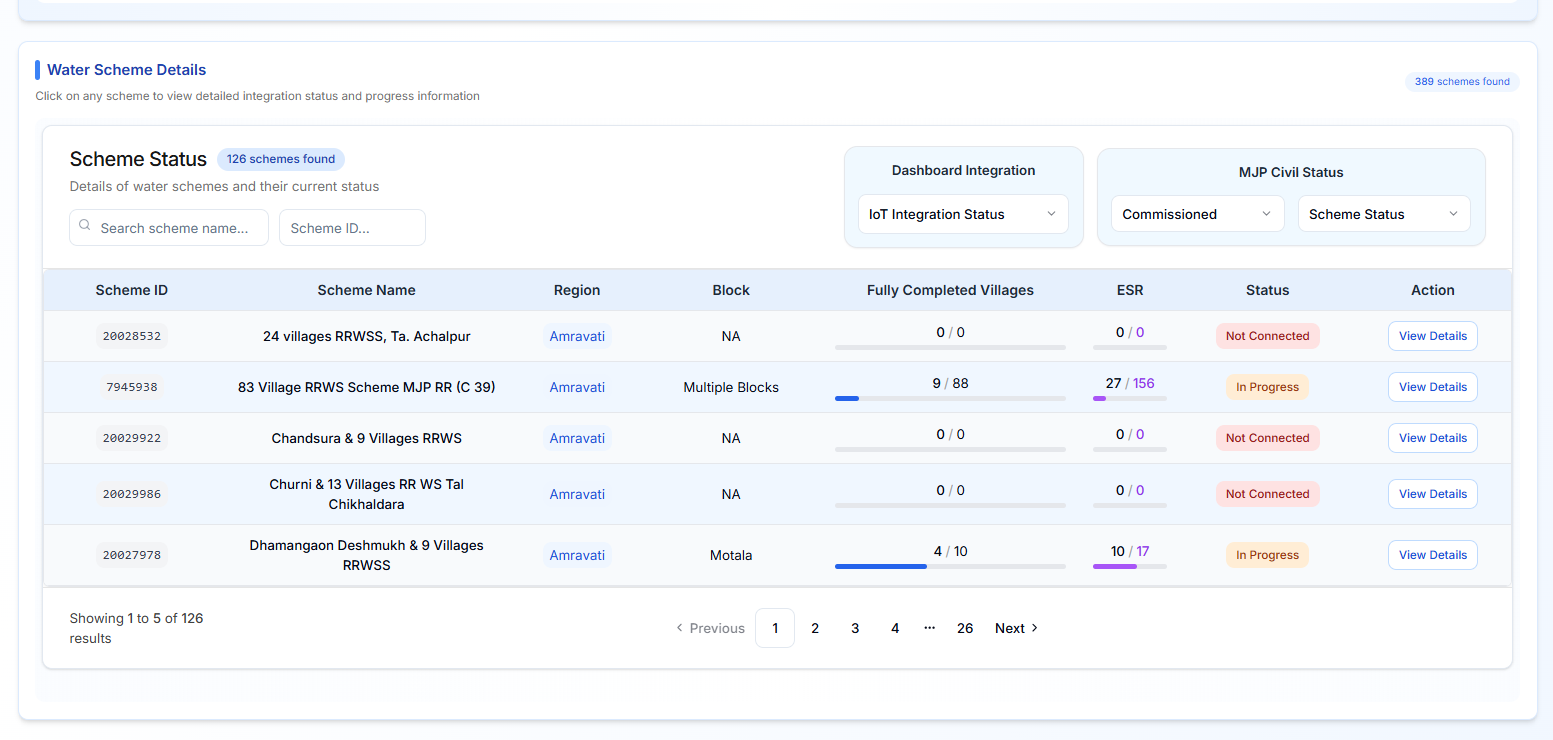 Water Scheme Details
Click on any scheme to view detailed integration status and progress information
389 schemes found
Scheme Status
126 schemes found
Details of water schemes and their current status
Search scheme name...
Scheme ID...
Dashboard Integration
IoT Integration Status
MJP Civil Status
Commissioned
Scheme Status
Scheme ID Scheme Name Region Block Fully Completed Villages ESR Status Action
20028532 24 villages RRWSS, Ta. Achalpur Amravati NA 0 / 0 0 / 0 Not Connected View Details
7945938 83 Village RRWS Scheme MJP RR (C 39) Amravati Multiple Blocks 9 / 88 27 / 156 In Progress View Details
20029922 Chandsura & 9 Villages RRWS Amravati NA 0 / 0 0 / 0 Not Connected View Details
20029986 Churni & 13 Villages RR WS Tal
Chikhaldara Amravati NA 0 / 0 0 / 0 Not Connected View Details
20027978 Dhamangaon Deshmukh & 9 Villages
RRWSS Amravati Motala 4 / 10 10 / 17 In Progress View Details
Showing 1 to 5 of 126
results
Previous 1 2 3 4 ... 26 Next